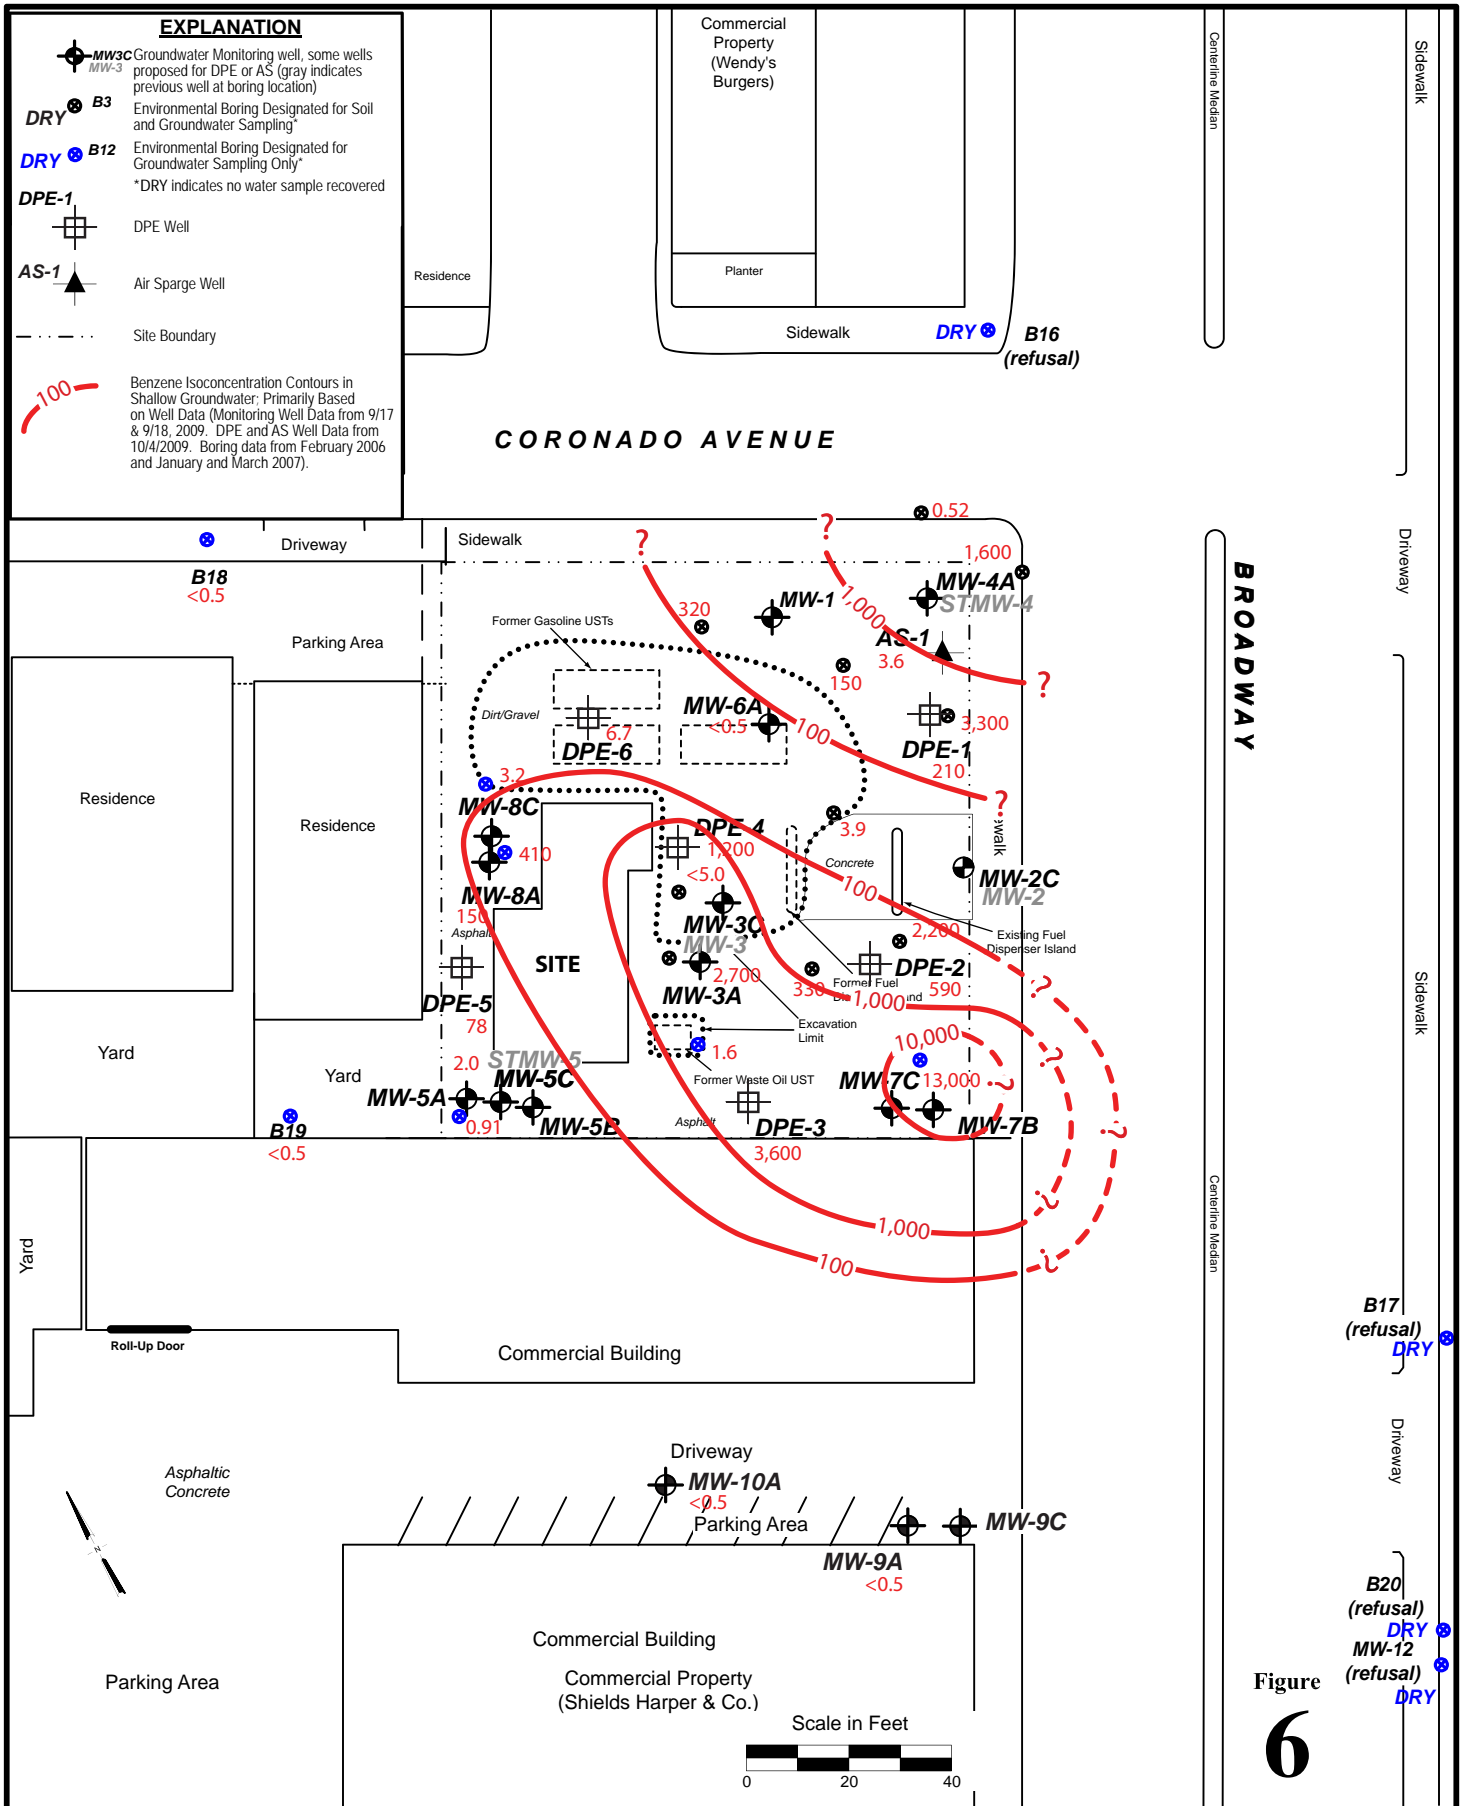 EXPLANATION
MW3C
MW-3
Groundwater Monitoring well, some wells
proposed for DPE or AS (gray indicates
previous well at boring location)
B3
DRY
Environmental Boring Designated for Soil
and Groundwater Sampling*
DRY
B12
Environmental Boring Designated for
Groundwater Sampling Only*
*DRY indicates no water sample recovered
DPE-1
DPE Well
AS-1
Air Sparge Well
Site Boundary
100
Benzene Isoconcentration Contours in
Shallow Groundwater; Primarily Based
on Well Data (Monitoring Well Data from 9/17
& 9/18, 2009. DPE and AS Well Data from
10/4/2009. Boring data from February 2006
and January and March 2007).
Commercial
Property
(Wendy's
Burgers)
Residence
Planter
Sidewalk
DRY
B16
(refusal)
Centerline Median
Sidewalk
CORONADO AVENUE
BROADWAY
Driveway
B18
<0.5
Driveway
Sidewalk
?
?
0.52
1,600
MW-4A
STMW-4
MW-1
1,000
320
AS-1
3.6
150
?
Parking Area
Former Gasoline USTs
Dirt/Gravel
6.7
DPE-6
MW-6A
<0.5
100
3,300
DPE-1
210
?
Residence
Residence
3.2
MW-8C
410
MW-8A
150
Asphalt
DPE-4
1,200
<5.0
3.9
Concrete
100
ewalk
MW-2C
MW-2
MW-3C
MW-3
2,700
MW-3A
2,200
Existing Fuel
Dispenser Island
SITE
DPE-5
78
330
DPE-2
590
Former Fuel
1,000
?
Excavation
Limit
Sidewalk
Yard
Yard
2.0
STMW-5
MW-5C
MW-5A
MW-5B
0.91
1.6
Former Waste Oil UST
10,000
?
?
MW-7C
13,000
MW-7B
?
Asphalt
DPE-3
3,600
B19
<0.5
1,000
?
100
?
Centerline Median
Yard
Roll-Up Door
Commercial Building
B17
(refusal)
DRY
Driveway
Asphaltic
Concrete
N
Driveway
MW-10A
<0.5
Parking Area
MW-9C
MW-9A
<0.5
B20
(refusal)
DRY
MW-12
(refusal)
DRY
Commercial Building
Commercial Property
(Shields Harper & Co.)
Parking Area
Scale in Feet
0
20
40
Figure
6